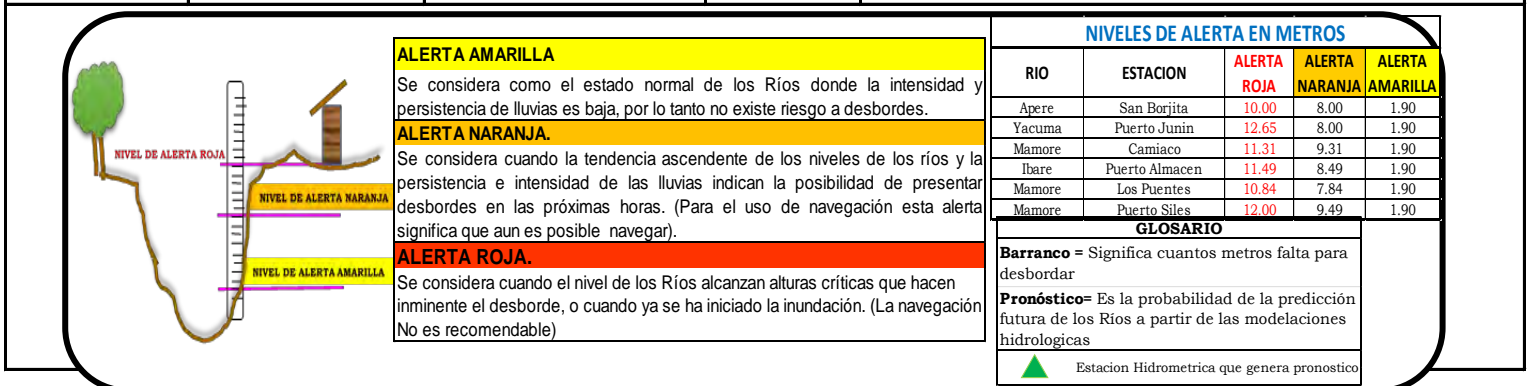 NIVEL DE ALERTA ROJA
NIVEL DE ALERTA NARANJA
NIVEL DE ALERTA AMARILLA
ALERTA AMARILLA
Se considera como el estado normal de los Ríos donde la intensidad y
persistencia de lluvias es baja, por lo tanto no existe riesgo a desbordes.
ALERTA NARANJA.
Se considera cuando la tendencia ascendente de los niveles de los ríos y la
persistencia e intensidad de las lluvias indican la posibilidad de presentar
desbordes en las próximas horas. (Para el uso de navegación esta alerta
significa que aun es posible navegar).
ALERTA ROJA.
Se considera cuando el nivel de los Ríos alcanzan alturas críticas que hacen
inminente el desborde, o cuando ya se ha iniciado la inundación. (La navegación
No es recomendable)
NIVELES DE ALERTA EN METROS
RIO ESTACION ALERTA ROJA ALERTA NARANJA ALERTA AMARILLA
Apere San Borjita 10.00 8.00 1.90
Yacuma Puerto Junin 12.65 8.00 1.90
Mamore Camiaco 11.31 9.31 1.90
Ibare Puerto Almacen 11.49 8.49 1.90
Mamore Los Puentes 10.84 7.84 1.90
Mamore Puerto Siles 12.00 9.49 1.90
GLOSARIO
Barranco = Significa cuantos metros falta para
desbordar
Pronóstico= Es la probabilidad de la predicción
futura de los Ríos a partir de las modelaciones
hidrologicas
Estacion Hidrometrica que genera pronostico